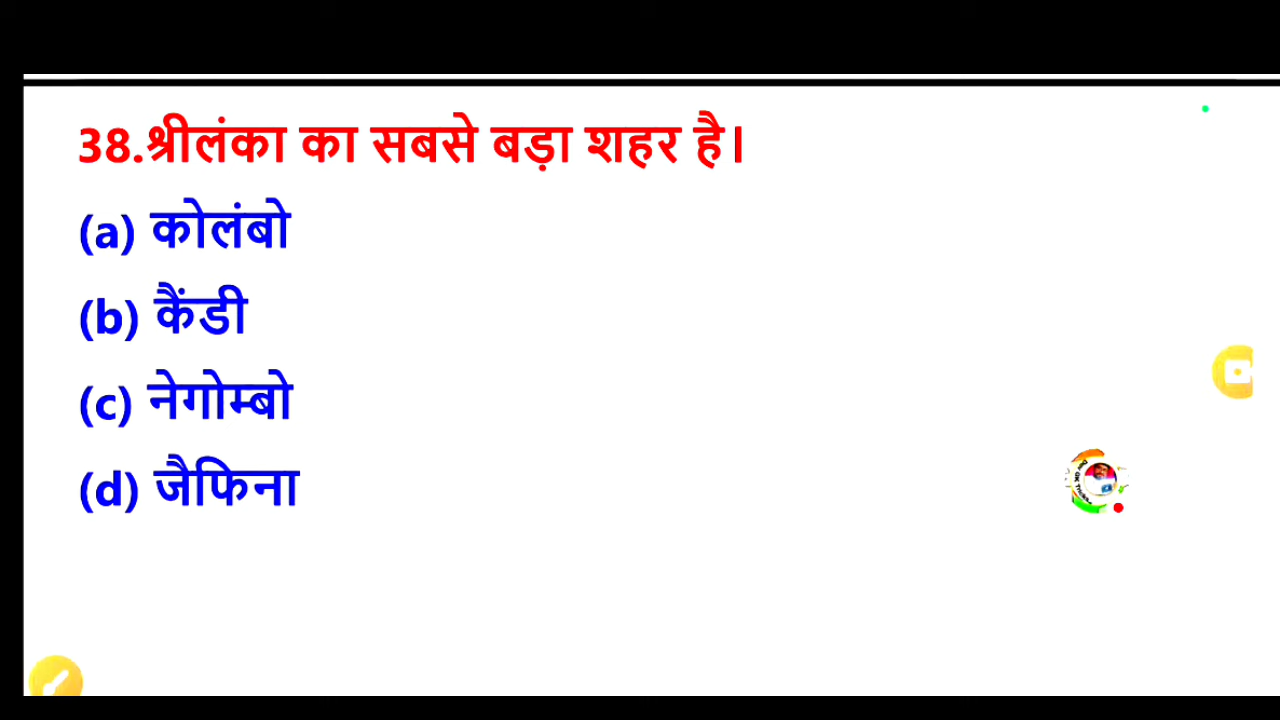 38.श्रीलंका का सबसे बड़ा शहर है।
(a) कोलंबो
(b) कैंडी
(c) नेगोम्बो
(d) जैफिना